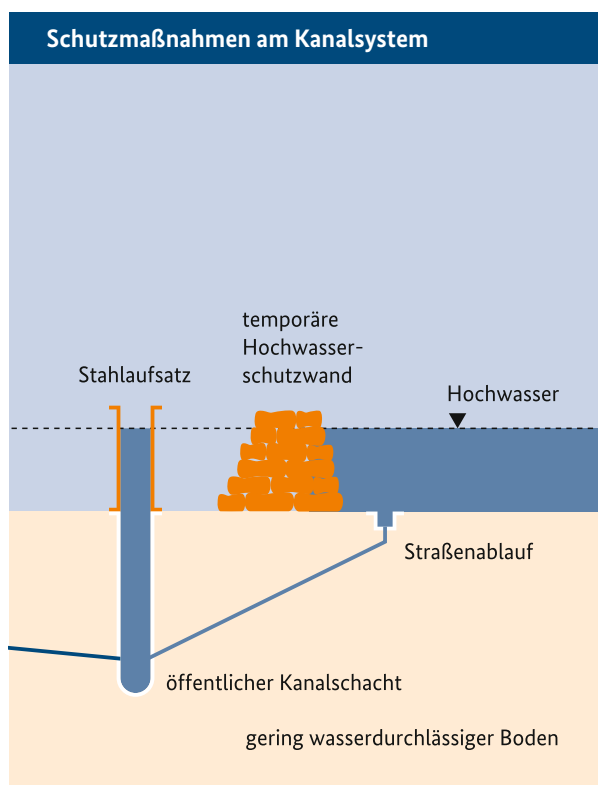 Schutzmaßnahmen am Kanalsystem
temporäre
Hochwasser-
schutzwand
Stahlaufsatz
Hochwasser
Straßenablauf
öffentlicher Kanalschacht
gering wasserdurchlässiger Boden